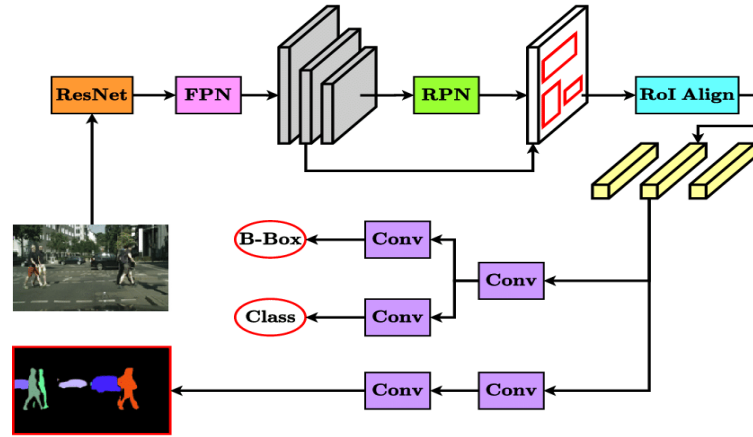 ResNet
FPN
RPN
RoI Align
B-Box
Conv
Conv
Class
Conv
Conv
Conv